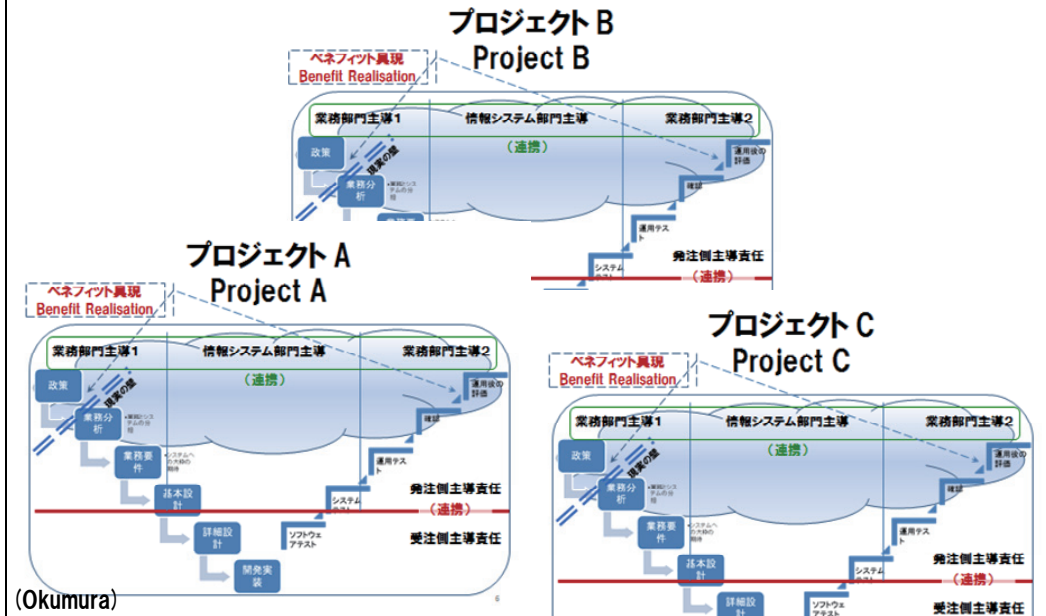 プロジェクト B
Project B
ベネフィット具現
Benefit Realisation
業務部門主導1
情報システム部門主導
業務部門主導2
(連携)
政策
現実の壁
業務分
析
運用後の
評価
確認
運用テス
ト
システム
発注側主導責任
(連携)
プロジェクト A
Project A
ベネフィット具現
Benefit Realisation
業務部門主導1
情報システム部門主導
業務部門主導2
(連携)
政策
現実の壁
業務分
析
業務要
件
基本設
計
詳細設
計
開発実
装
ソフトウェ
アテスト
システム
運用テス
ト
確認
運用後の
評価
発注側主導責任
(連携)
受注側主導責任
6
プロジェクト C
Project C
ベネフィット具現
Benefit Realisation
業務部門主導1
情報システム部門主導
業務部門主導2
(連携)
政策
現実の壁
業務分
析
業務要
件
基本設
計
詳細設
計
ソフトウェ
アテスト
システム
運用テス
ト
確認
運用後の
評価
発注側主導責任
(連携)
受注側主導責任
(Okumura)